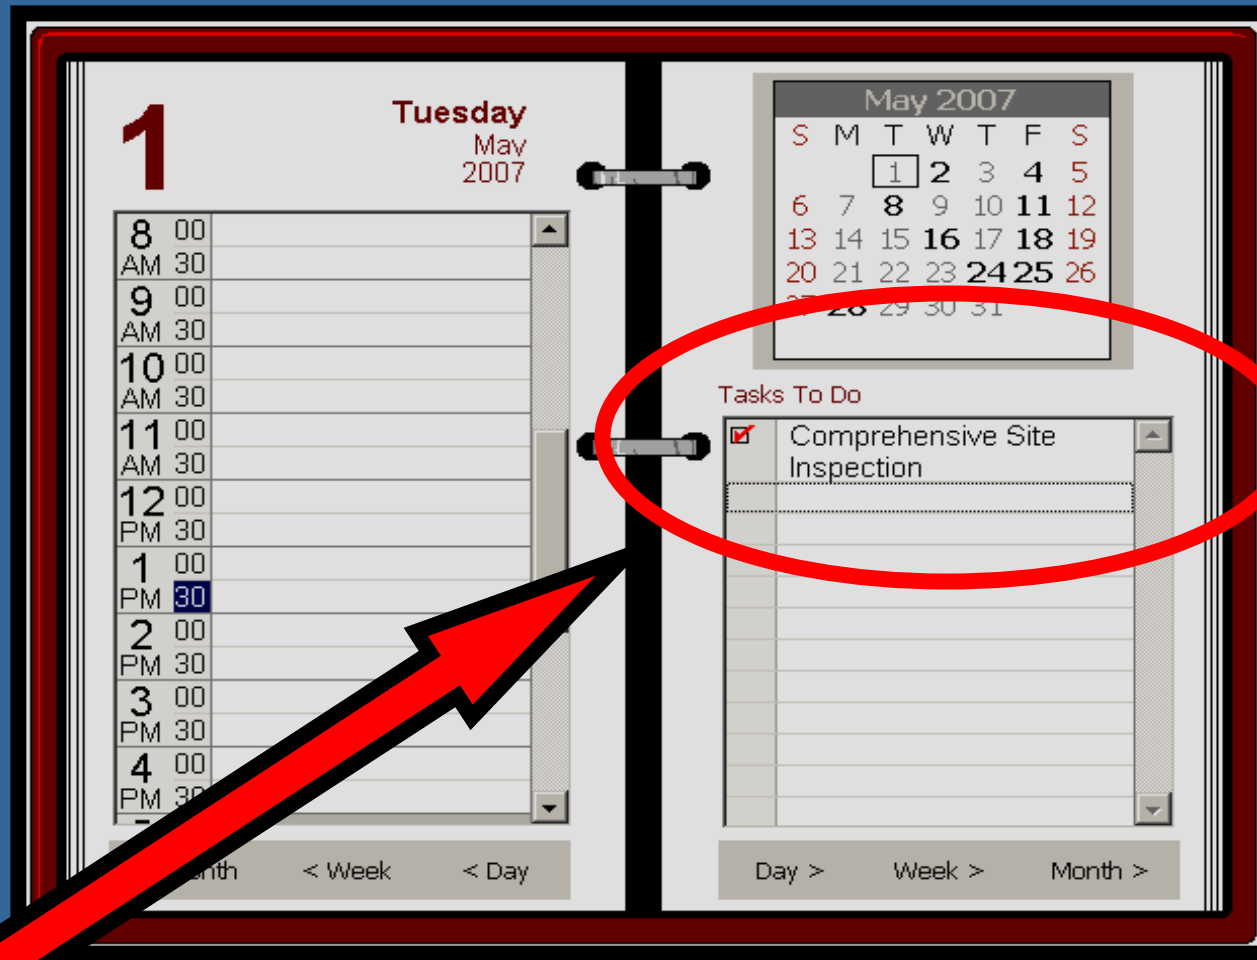 1
Tuesday
May
2007
8 00
AM 30
9 00
AM 30
10 00
AM 30
11 00
AM 30
12 00
PM 30
1 00
PM 30
2 00
PM 30
3 00
PM 30
4 00
PM 30
< Week < Day
May 2007
S M T W T F S
1 2 3 4 5
6 7 8 9 10 11 12
13 14 15 16 17 18 19
20 21 22 23 24 25 26
27 28 29 30 31
Tasks To Do
Comprehensive Site
Inspection
Day > Week > Month >